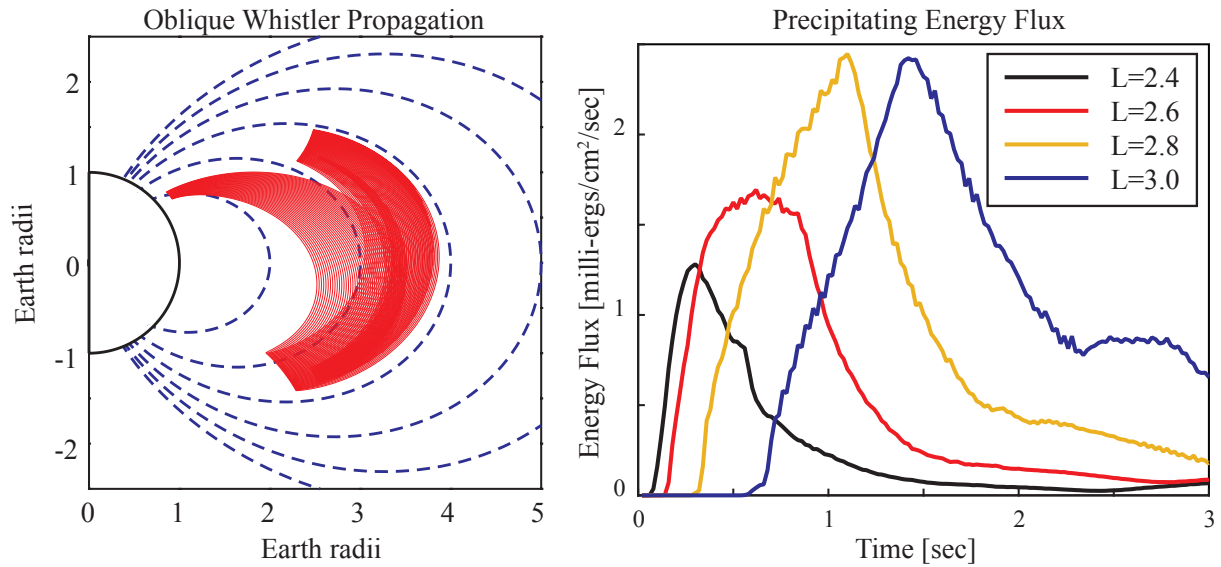 Oblique Whistler Propagation
Earth radii
2
1
0
-1
-2
0 1 2 3 4 5
Earth radii
Precipitating Energy Flux
Energy Flux [milli-ergs/cm²/sec]
2
1
0
0 1 2 3
Time [sec]
L=2.4
L=2.6
L=2.8
L=3.0